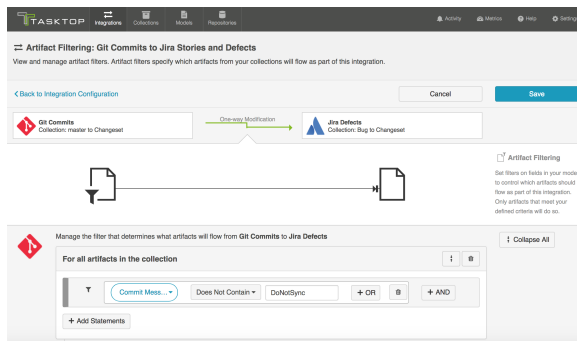 TASKTOP
Integrations
Collections
Models
Repositories
Activity
Metrics
Help
Settings
Artifact Filtering: Git Commits to Jira Stories and Defects
View and manage artifact filters. Artifact filters specify which artifacts from your collections will flow as part of this integration.
Back to Integration Configuration
Cancel
Save
Git Commits
Collection: master to Changeset
One-way Modification
Jira Defects
Collection: Bug to Changeset
Artifact Filtering
Set filters on fields in your mode
to control which artifacts should
flow as part of this integration.
Only artifacts that meet your
defined criteria will do so.
Manage the filter that determines what artifacts will flow from Git Commits to Jira Defects
Collapse All
For all artifacts in the collection
Commit Mess...
Does Not Contain
DoNotSync
+ OR
+ AND
+ Add Statements